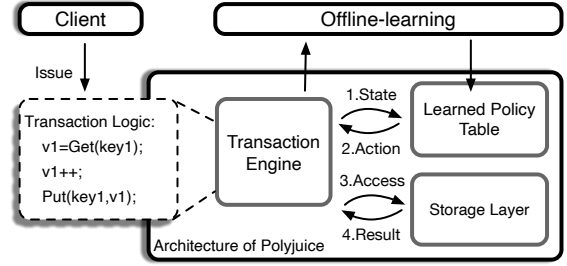 Client
Offline-learning
Issue
Transaction Logic:
v1=Get(key1);
v1++;
Put(key1,v1);
Transaction
Engine
1.State
2.Action
Learned Policy
Table
3.Access
4.Result
Storage Layer
Architecture of Polyjuice